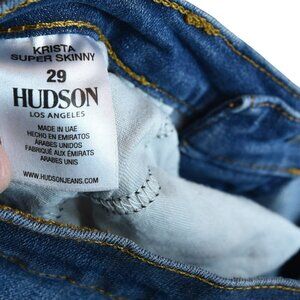 KRISTA
SUPER SKINNY
29
HUDSON
LOS ANGELES
MADE IN UAE
HECHO EN EMIRATOS
ÁRABES UNIDOS
FABRIQUÉ AUX EMIRATS
ARABES UNIS
WWW.HUDSONJEANS.COM